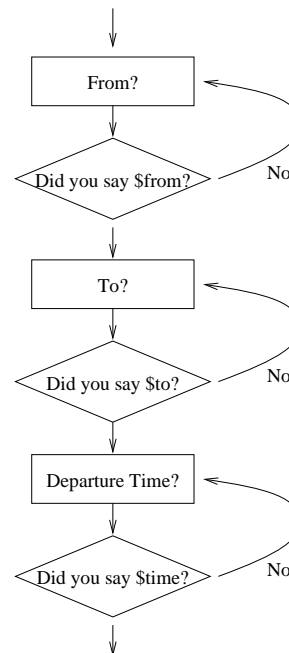 From?
Did you say $from?
No
To?
Did you say $to?
No
Departure Time?
Did you say $time?
No